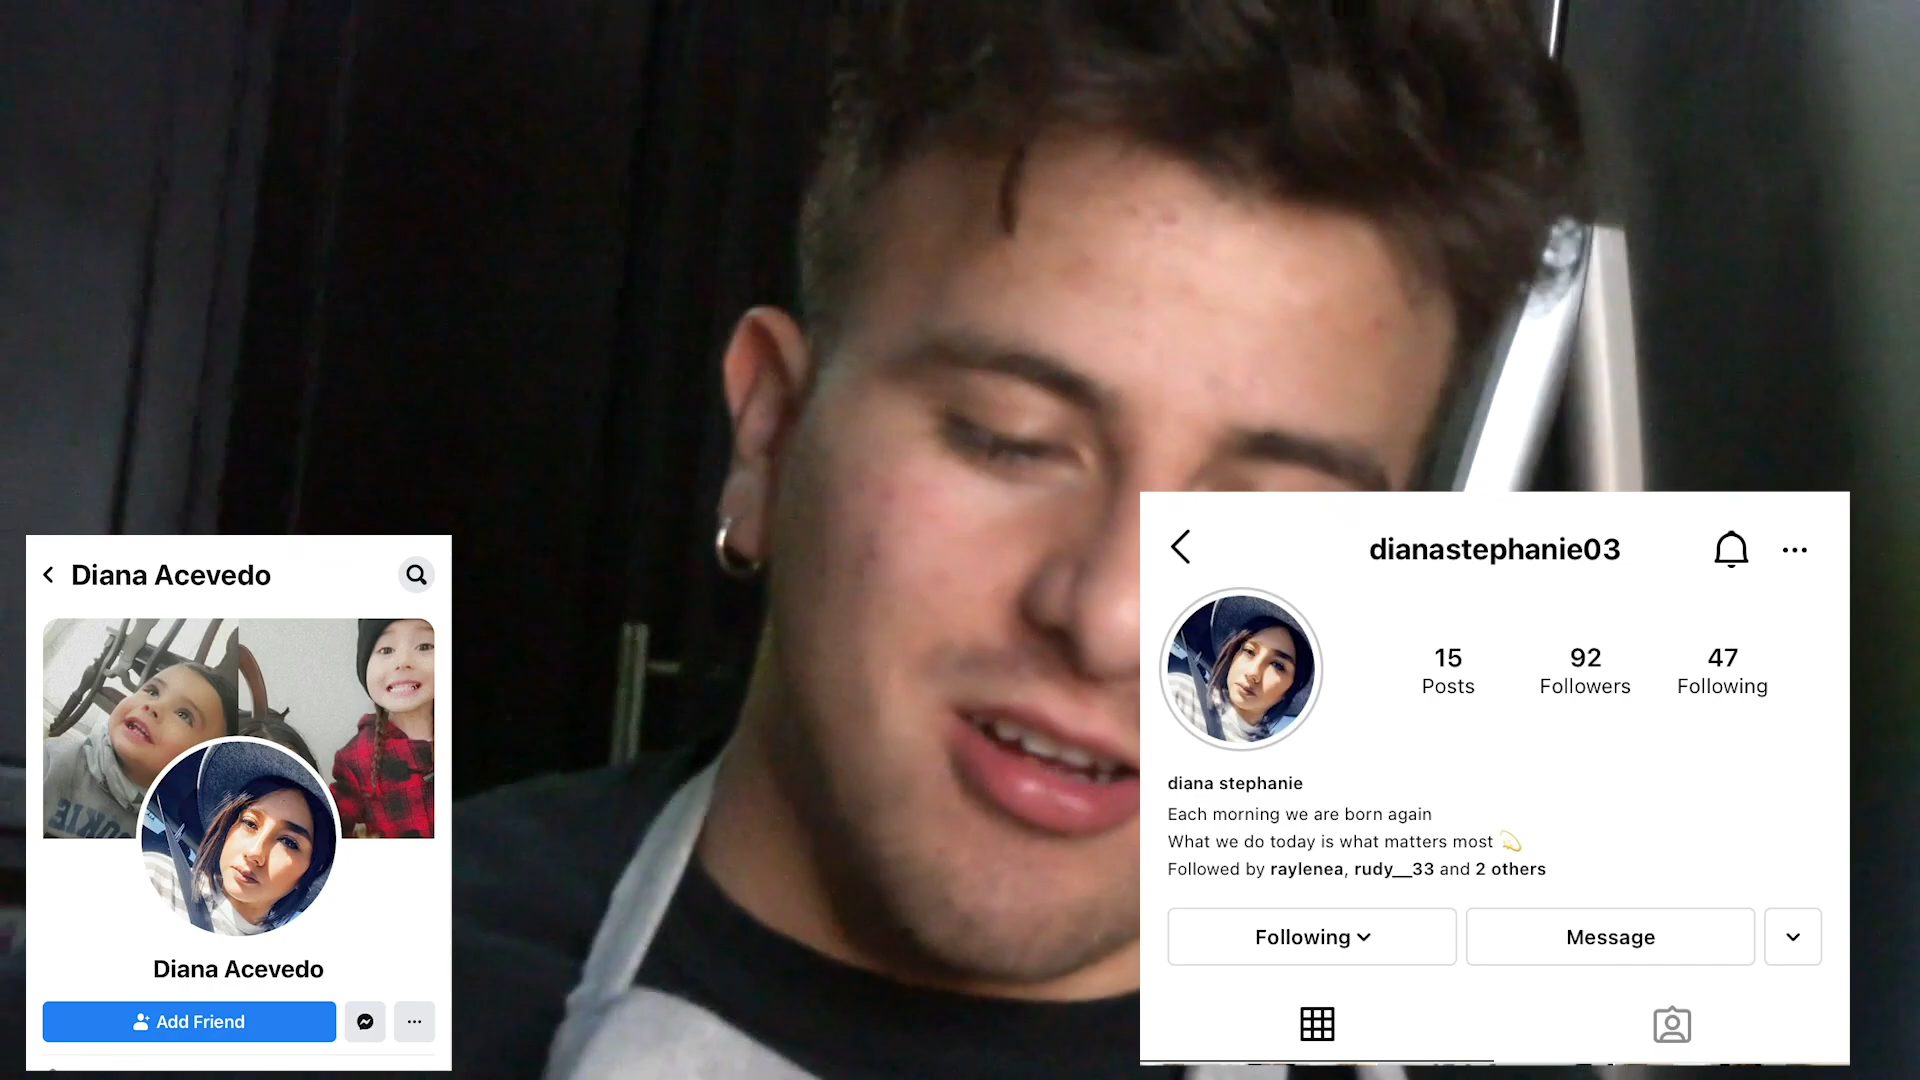 Diana Acevedo
OUKIE
Diana Acevedo
Add Friend
dianastephanie03
15
Posts
92
Followers
47
Following
diana stephanie
Each morning we are born again
What we do today is what matters most 💫
Followed by raylenea, rudy__33 and 2 others
Following
Message